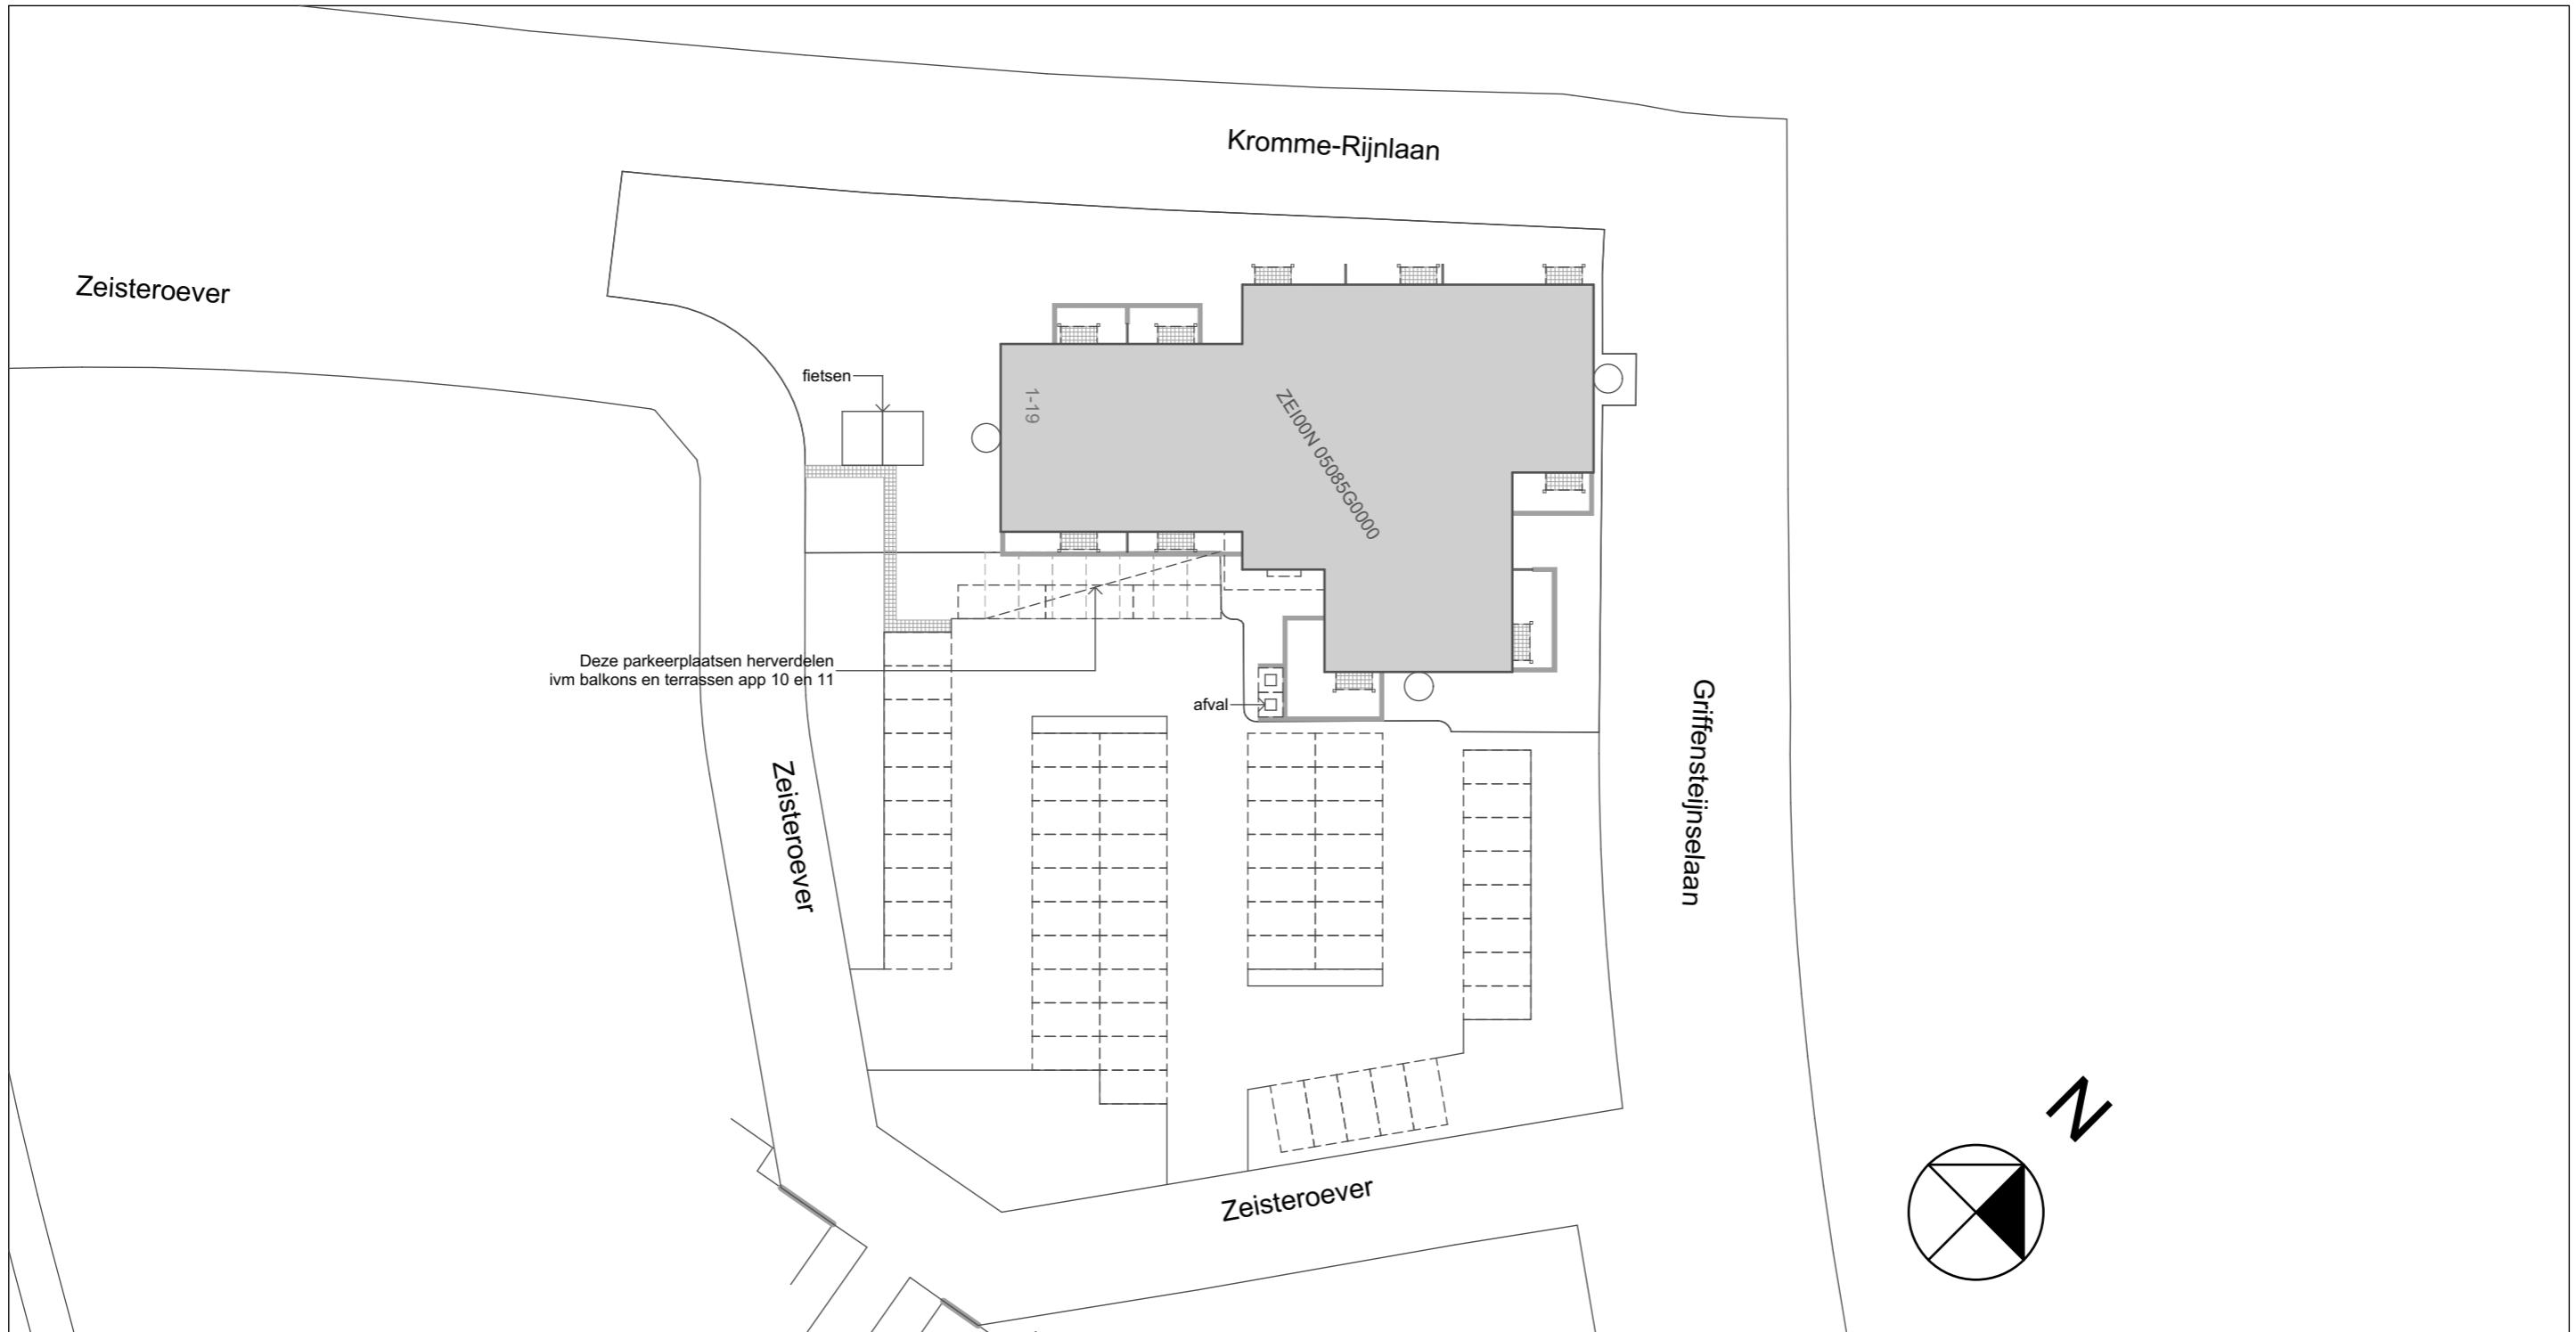 Kromme-Rijnlaan
Zeisteroever
fietsen
1-19
ZEI00N 05085G0000
Deze parkeerplaatsen herverdelen
ivm balkons en terrassen app 10 en 11
afval
Griffensteijnselaan
Zeisteroever
N
Zeisteroever